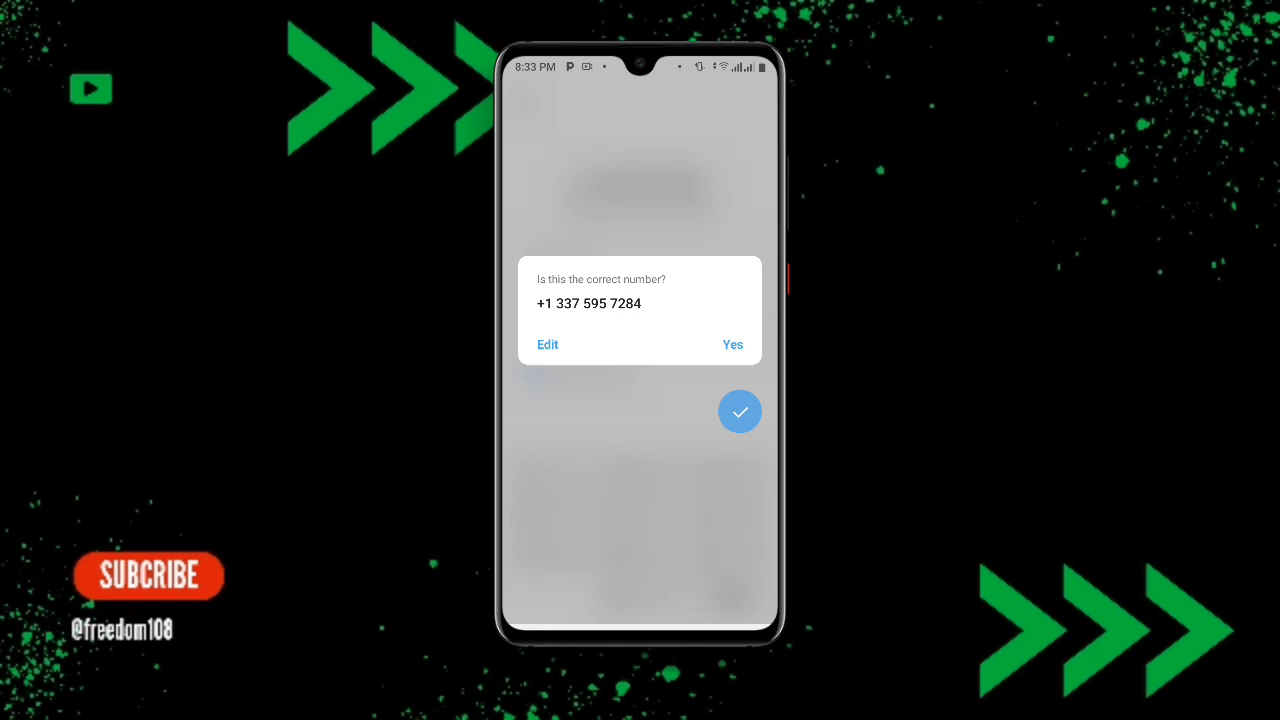 8:33 PM
Is this the correct number?
+1 337 595 7284
Edit
Yes
SUBCRIBE
@freedom108